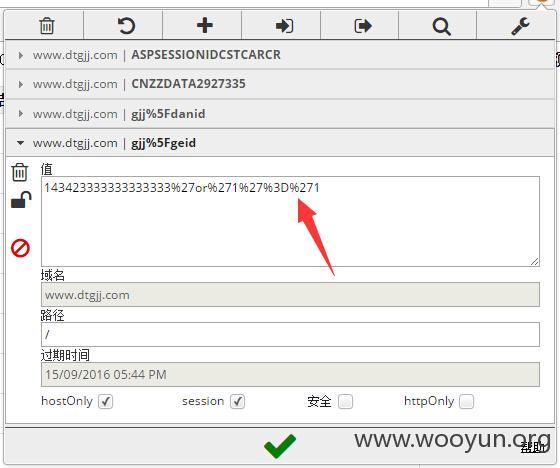 www.dtgjj.com | ASPSESSIONIDCSTCARCR
www.dtgjj.com | CNZZDATA2927335
www.dtgjj.com | gjj%5Fdanid
www.dtgjj.com | gjj%5Fgeid
值
143423333333333333%27or%271%27%3D%271
域名
www.dtgjj.com
路径
/
过期时间
15/09/2016 05:44 PM
hostOnly session 安全 httpOnly
www.wooyun.org
帮助